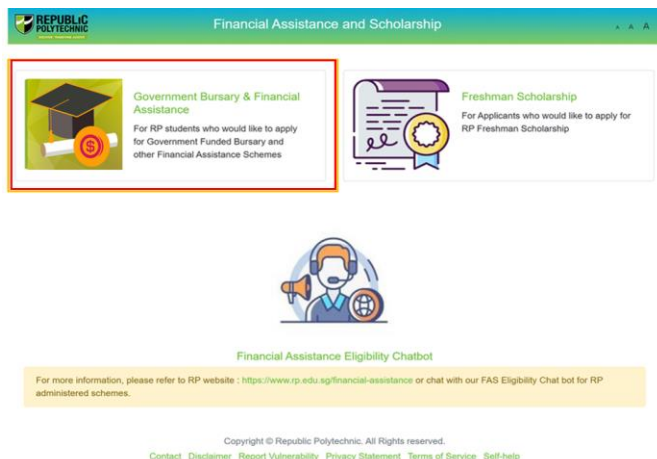 REPUBLIC
POLYTECHNIC
Financial Assistance and Scholarship
A A A
Government Bursary & Financial
Assistance
For RP students who would like to apply
for Government Funded Bursary and
other Financial Assistance Schemes
Freshman Scholarship
For Applicants who would like to apply for
RP Freshman Scholarship
Financial Assistance Eligibility Chatbot
For more information, please refer to RP website : https://www.rp.edu.sg/financial-assistance or chat with our FAS Eligibility Chat bot for RP
administered schemes.
Copyright © Republic Polytechnic. All Rights reserved.
Contact Disclaimer Report Vulnerability Privacy Statement Terms of Service Self-help